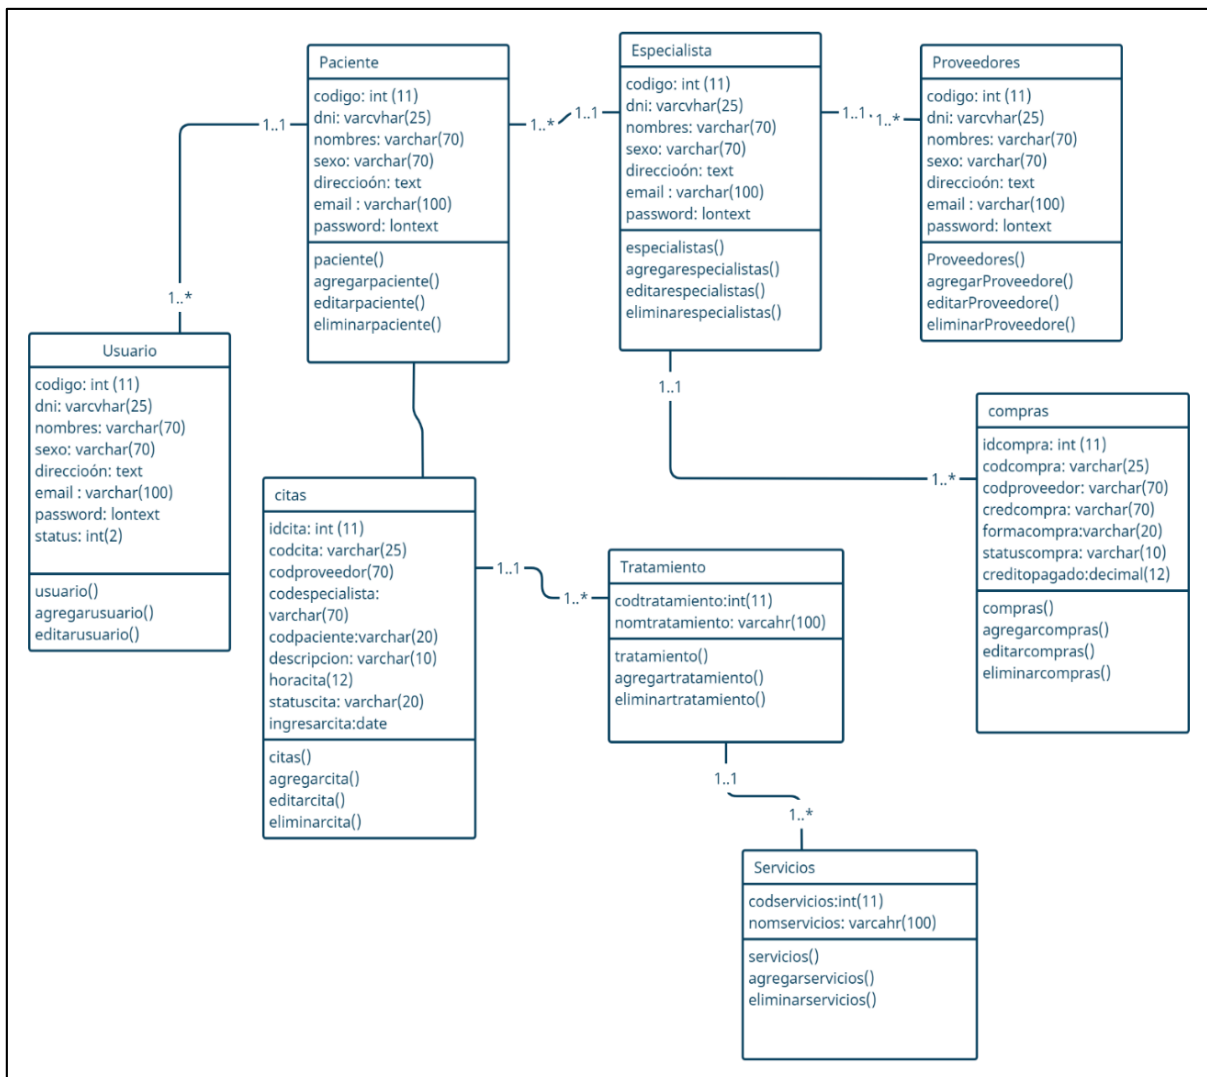 Paciente
codigo: int (11)
dni: varcvhar(25)
nombres: varchar(70)
sexo: varchar(70)
direccioón: text
email : varchar(100)
password: lontext
paciente()
agregarpaciente()
editarpaciente()
eliminarpaciente()
1..1
1..*
1..*
1..1
Especialista
codigo: int (11)
dni: varcvhar(25)
nombres: varchar(70)
sexo: varchar(70)
direccioón: text
email : varchar(100)
password: lontext
especialistas()
agregarespecialistas()
editarespecialistas()
eliminarespecialistas()
1..1
1..*
Proveedores
codigo: int (11)
dni: varcvhar(25)
nombres: varchar(70)
sexo: varchar(70)
direccioón: text
email : varchar(100)
password: lontext
Proveedores()
agregarProveedore()
editarProveedore()
eliminarProveedore()
Usuario
codigo: int (11)
dni: varcvhar(25)
nombres: varchar(70)
sexo: varchar(70)
direccioón: text
email : varchar(100)
password: lontext
status: int(2)
usuario()
agregarusuario()
editarusuario()
1..1
1..*
compras
idcompra: int (11)
codcompra: varchar(25)
codproveedor: varchar(70)
credcompra: varchar(70)
formacompra:varchar(20)
statuscompra: varchar(10)
creditopagado:decimal(12)
compras()
agregarcompras()
editarcompras()
eliminarcompras()
citas
idcita: int (11)
codcita: varchar(25)
codproveedor(70)
codespecialista:
varchar(70)
codpaciente:varchar(20)
descripcion: varchar(10)
horacita(12)
statuscita: varchar(20)
ingresarcita:date
citas()
agregarcita()
editarcita()
eliminarcita()
1..1
1..*
Tratamiento
codtratamiento:int(11)
nomtratamiento: varcahr(100)
tratamiento()
agregartratamiento()
eliminartratamiento()
1..1
1..*
Servicios
codservicios:int(11)
nomservicios: varcahr(100)
servicios()
agregarservicios()
eliminarservicios()